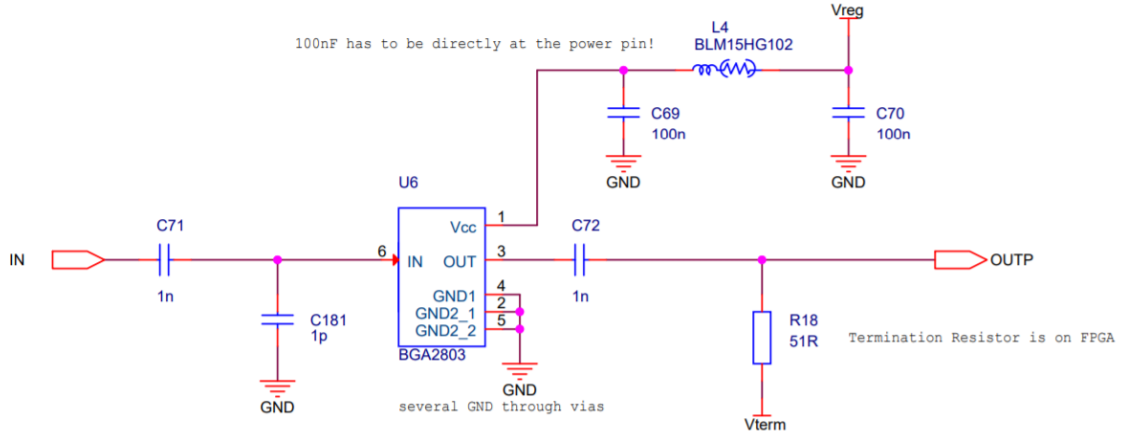 Vreg
L4
BLM15HG102
100nF has to be directly at the power pin!
C69
100n
C70
100n
GND
GND
U6
C71
1n
C72
1n
IN
6
IN
Vcc
1
OUT
3
GND1
4
GND2_1
2
GND2_2
5
BGA2803
OUTP
C181
1p
GND
GND
several GND through vias
R18
51R
Termination Resistor is on FPGA
Vterm